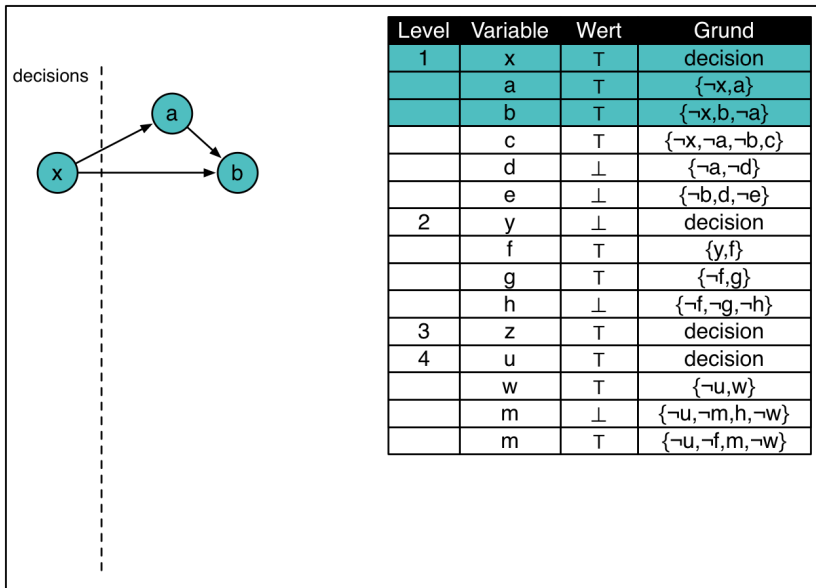 decisions
x
a
b
Level Variable Wert Grund
1 x ⊤ decision
a ⊤ {¬x,a}
b ⊤ {¬x,b,¬a}
c ⊤ {¬x,¬a,¬b,c}
d ⊥ {¬a,¬d}
e ⊥ {¬b,d,¬e}
2 y ⊥ decision
f ⊤ {y,f}
g ⊤ {¬f,g}
h ⊥ {¬f,¬g,¬h}
3 z ⊤ decision
4 u ⊤ decision
w ⊤ {¬u,w}
m ⊥ {¬u,¬m,h,¬w}
m ⊤ {¬u,¬f,m,¬w}